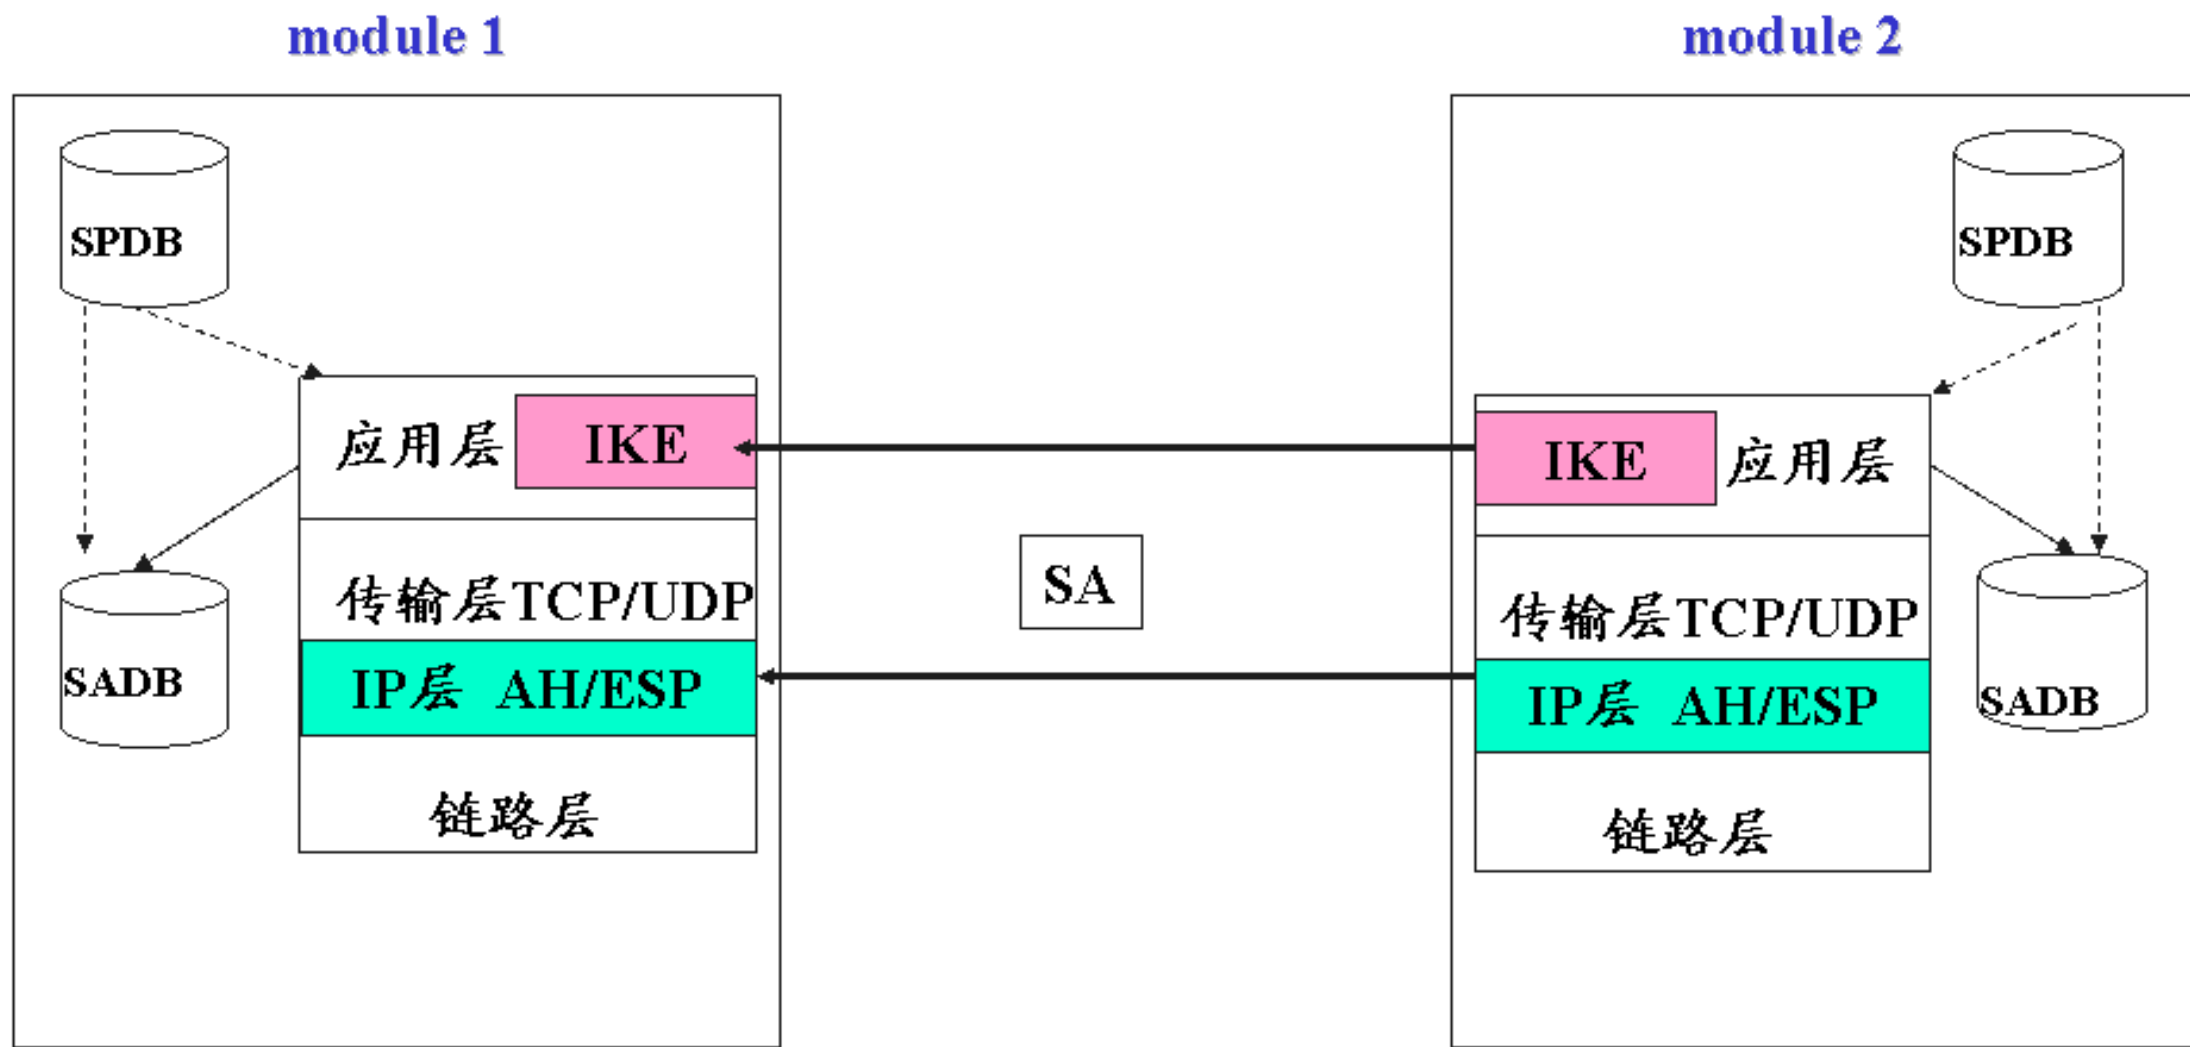 module 1
module 2
SPDB
应用层 IKE
传输层TCP/UDP
SADB
IP层 AH/ESP
链路层
SA
SPDB
IKE 应用层
传输层TCP/UDP
IP层 AH/ESP
SADB
链路层